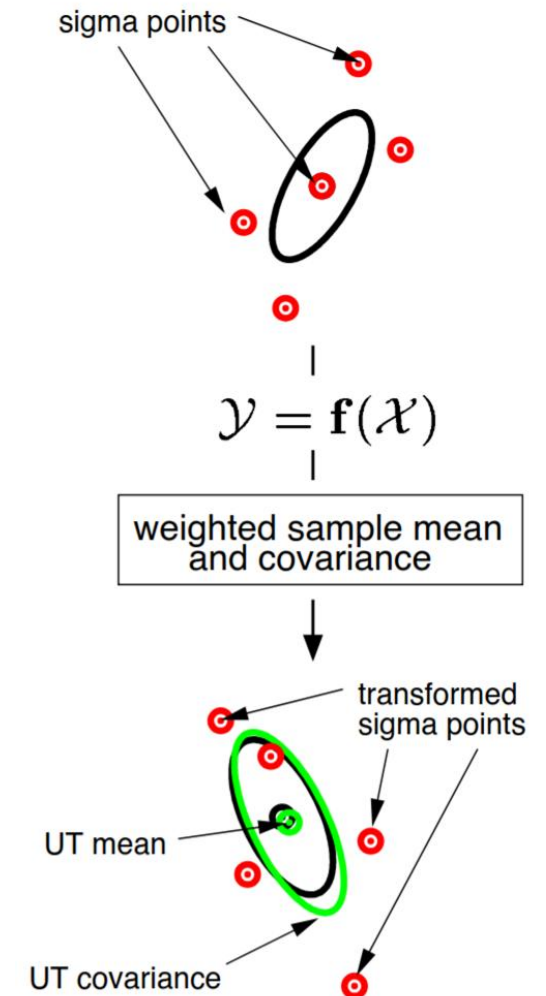 sigma points
𝒴 = f(𝒳)
weighted sample mean
and covariance
transformed
sigma points
UT mean
UT covariance